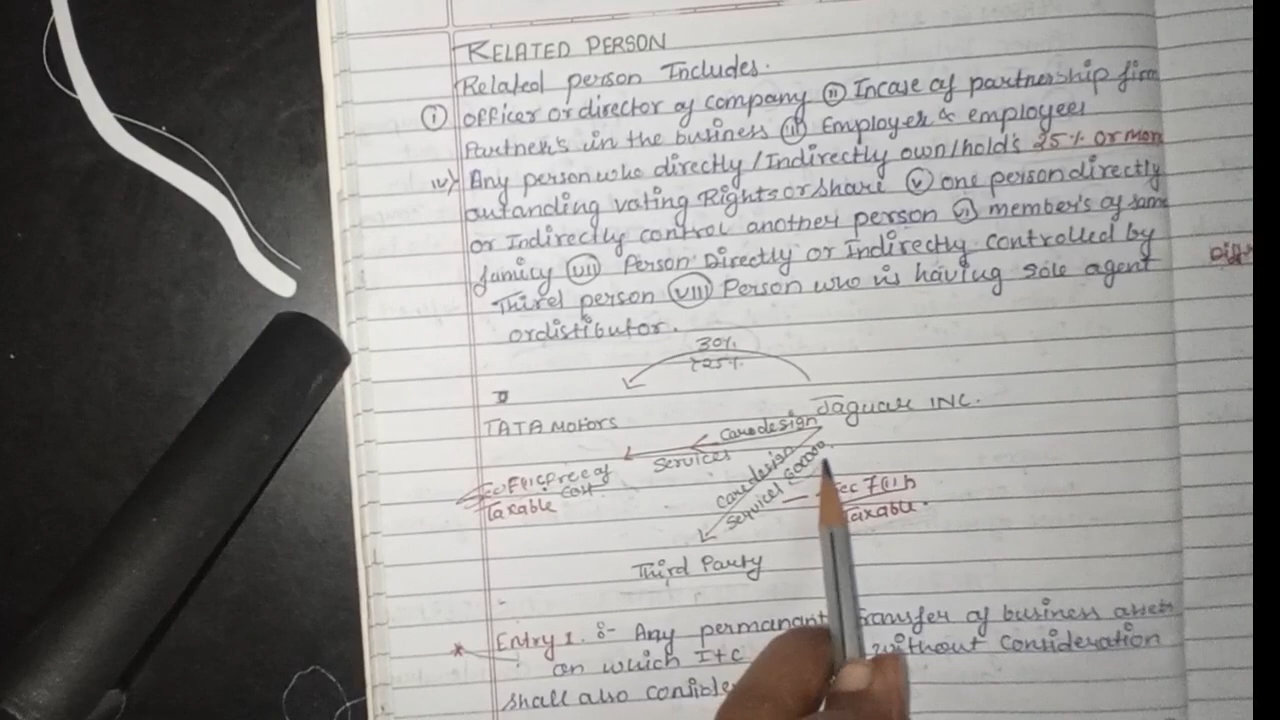 RELATED PERSON
Related person Includes.
(i) officer or director of company (ii) Incase of partnership firm
Partner's in the business (iii) Employer & employees
iv) Any person who directly/Indirectly own/hold's 25% or more
outanding voting Rights or share (v) one person directly
or Indirectly control another person (vi) member's of same
family (vii) Person Directly or Indirectly controlled by
Third person (viii) Person who is having sole agent
or distibutor.
30%
25%
TATA MOTORS
Jaguar INC.
Care design
Services
free of
Cost
Taxable
Care design
Services 800000
Sec 7(1)b
Taxable.
Third Party
* Entry 1. :- Any permanant transfer of business assets
on which Itc without Consideration
shall also